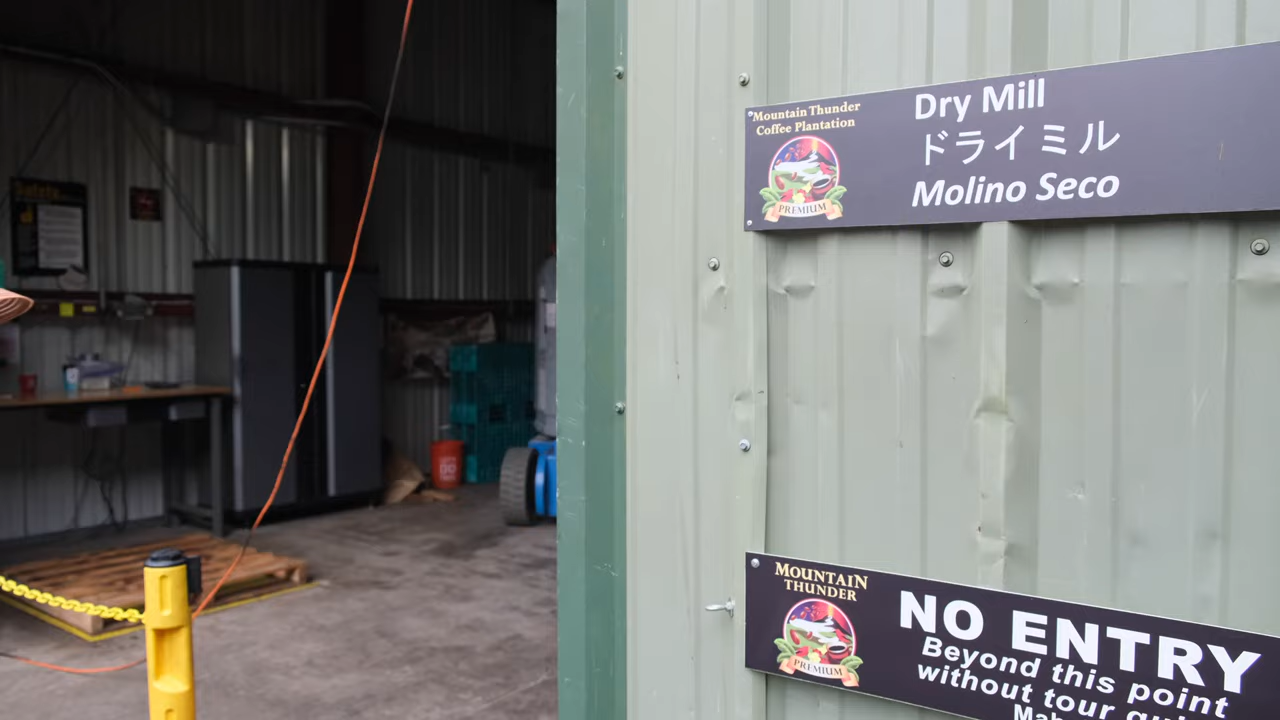 Safety
Mountain Thunder
Coffee Plantation
PREMIUM
Dry Mill
ドライミル
Molino Seco
MOUNTAIN
THUNDER
PREMIUM
NO ENTRY
Beyond this point
without tour